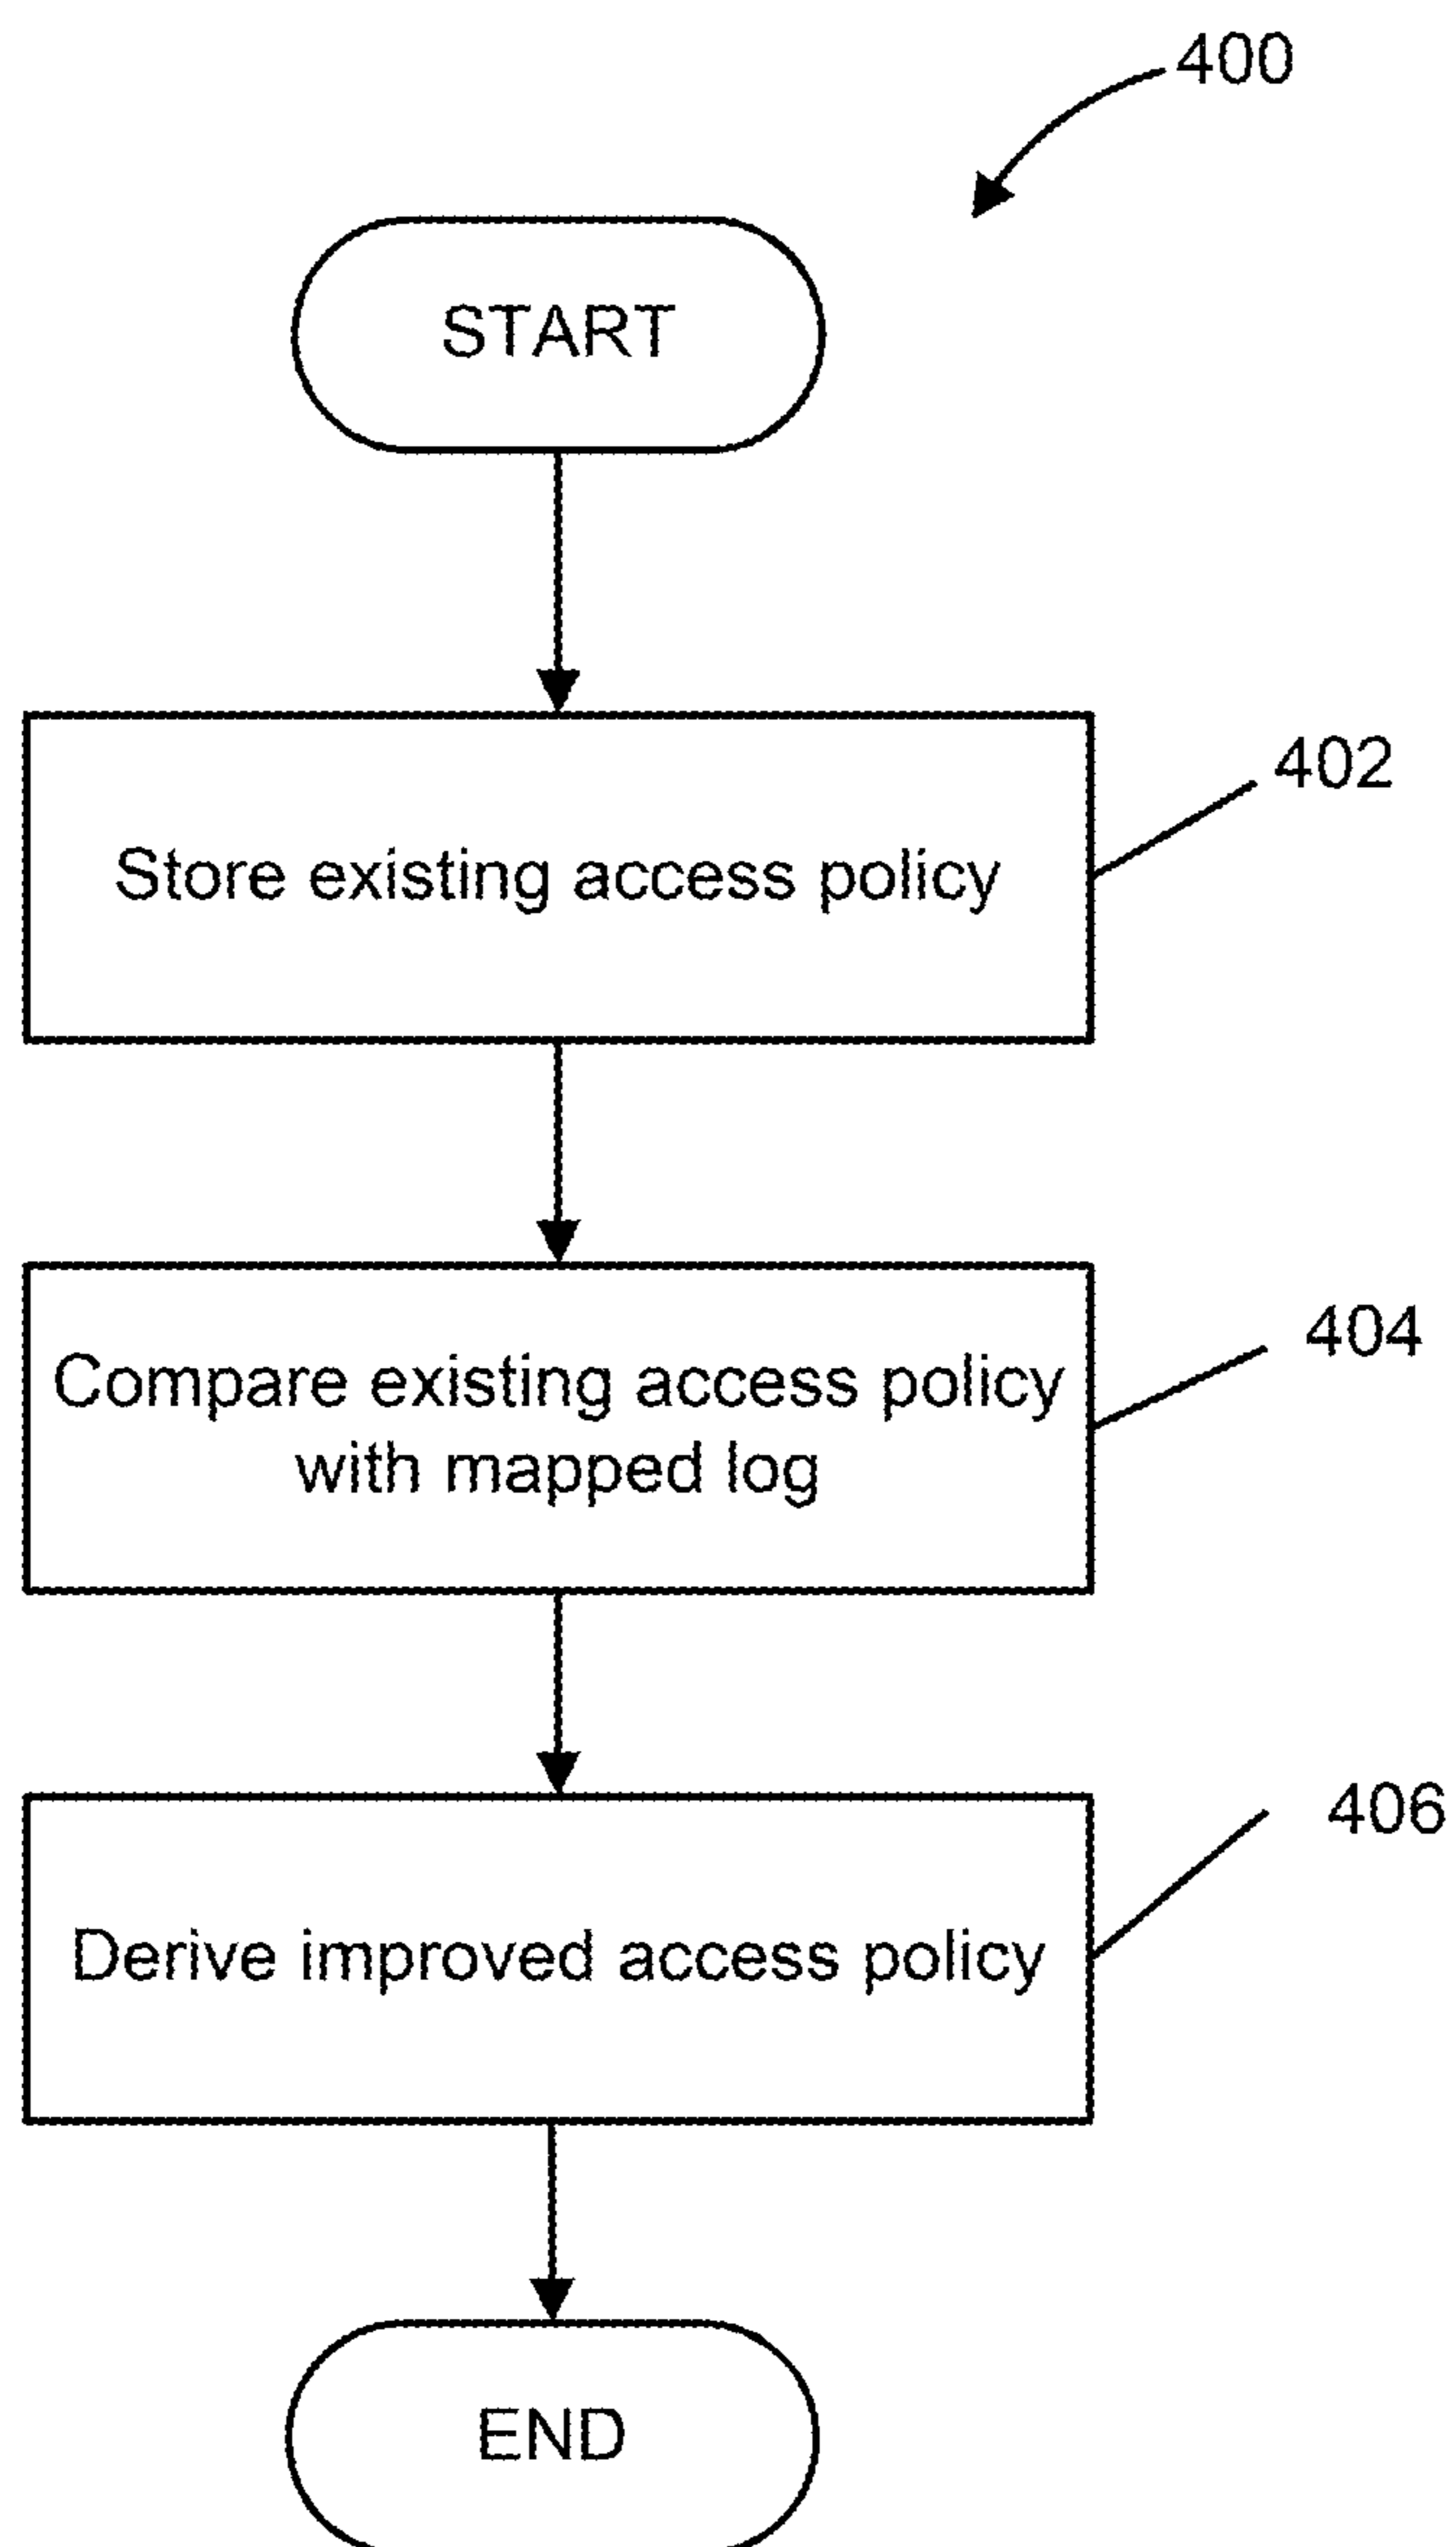 400
START
402
Store existing access policy
404
Compare existing access policy
with mapped log
406
Derive improved access policy
END